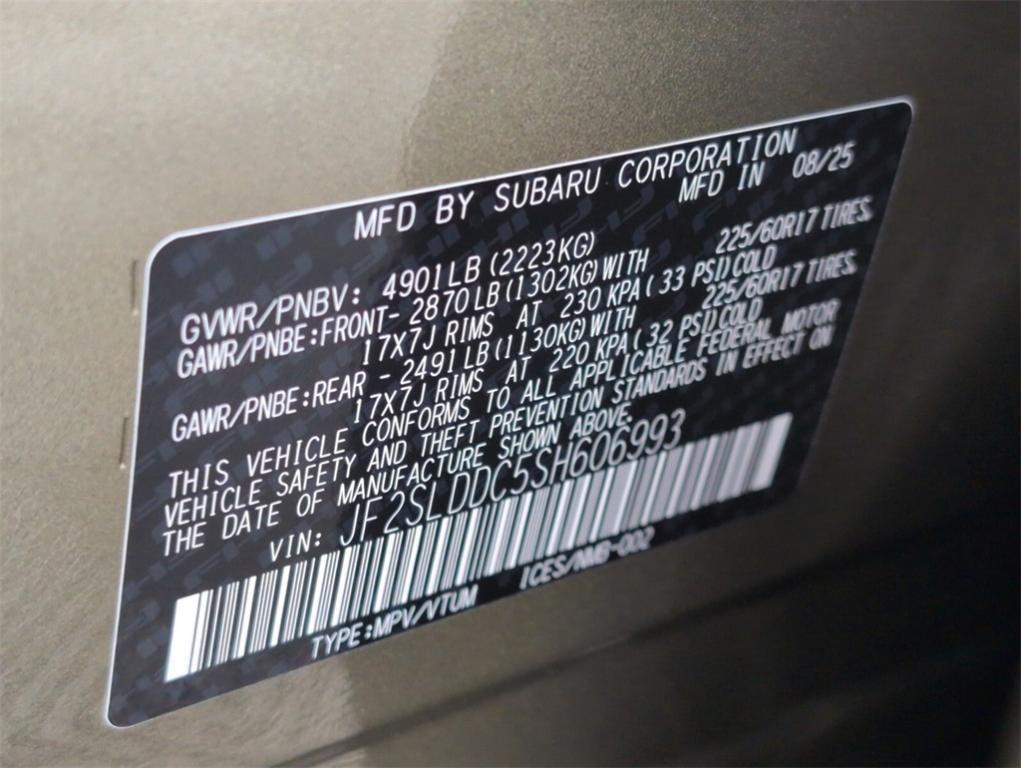 MFD BY SUBARU CORPORATION
MFD IN 08/25
GVWR/PNBV: 4901LB(2223KG)
GAWR/PNBE:FRONT- 2870LB(1302KG)WITH 225/60R17 TIRES,
17X7J RIMS AT 230 KPA(33 PSI)COLD
GAWR/PNBE:REAR - 2491LB(1130KG)WITH 225/60R17 TIRES,
17X7J RIMS AT 220 KPA(32 PSI)COLD
THIS VEHICLE CONFORMS TO ALL APPLICABLE FEDERAL MOTOR
VEHICLE SAFETY AND THEFT PREVENTION STANDARDS IN EFFECT ON
THE DATE OF MANUFACTURE SHOWN ABOVE.
VIN: JF2SLDDC5SH606993
TYPE:MPV/VTUM ICES/NMB-002